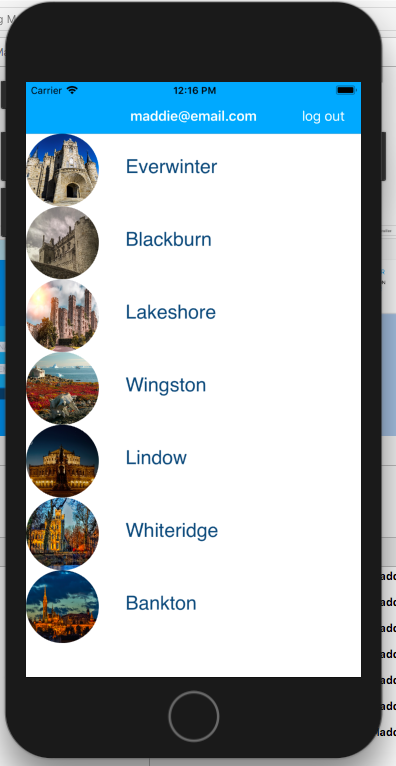 Carrier 12:16 PM
maddie@email.com log out
Everwinter
Blackburn
Lakeshore
Wingston
Lindow
Whiteridge
Bankton